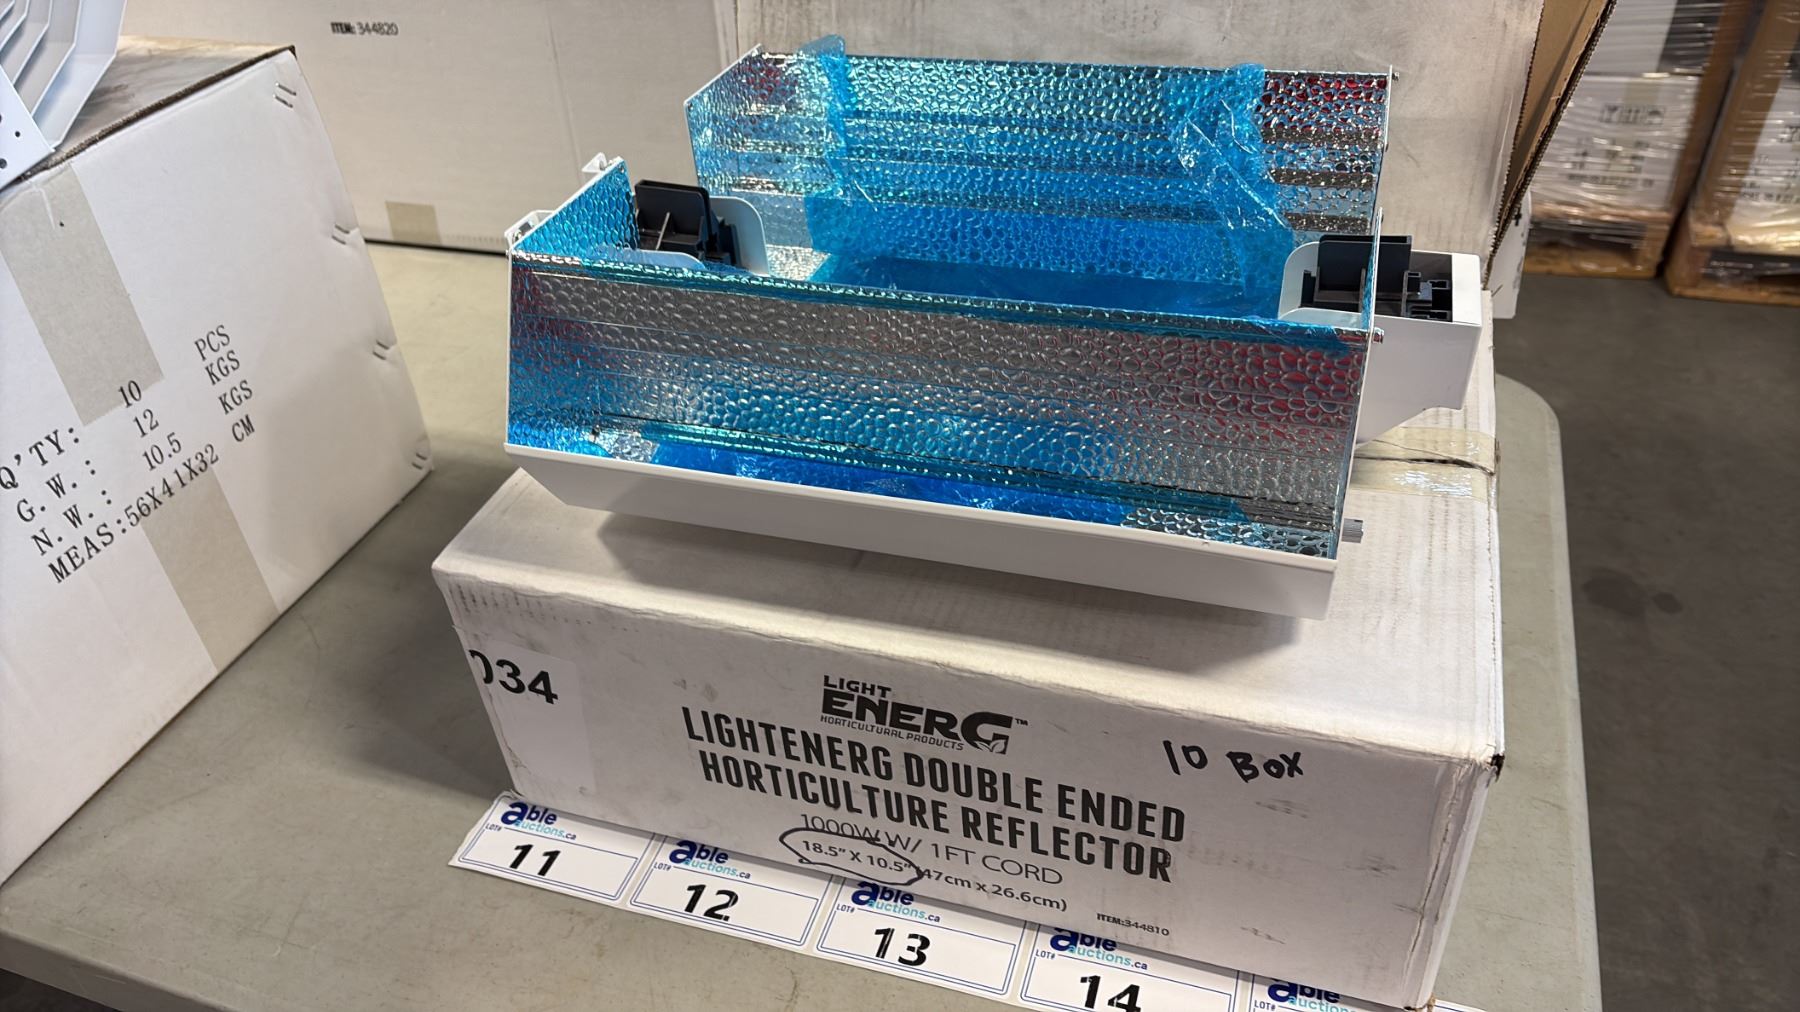 ITEM: 344820
Q'TY: 10 PCS
G. W.: 12 KGS
N. W.: 10.5 KGS
MEAS: 56X41X32 CM
034
LIGHT
ENERG™
HORTICULTURAL PRODUCTS
LIGHTENERG DOUBLE ENDED
HORTICULTURE REFLECTOR
1000W W/ 1FT CORD
18.5" X 10.5" (47cm x 26.6cm)
ITEM:344810
10 BOX
able
auctions.ca
LOT# 11
able
auctions.ca
LOT# 12
able
auctions.ca
LOT# 13
able
auctions.ca
LOT# 14
able
auctions
LOT#